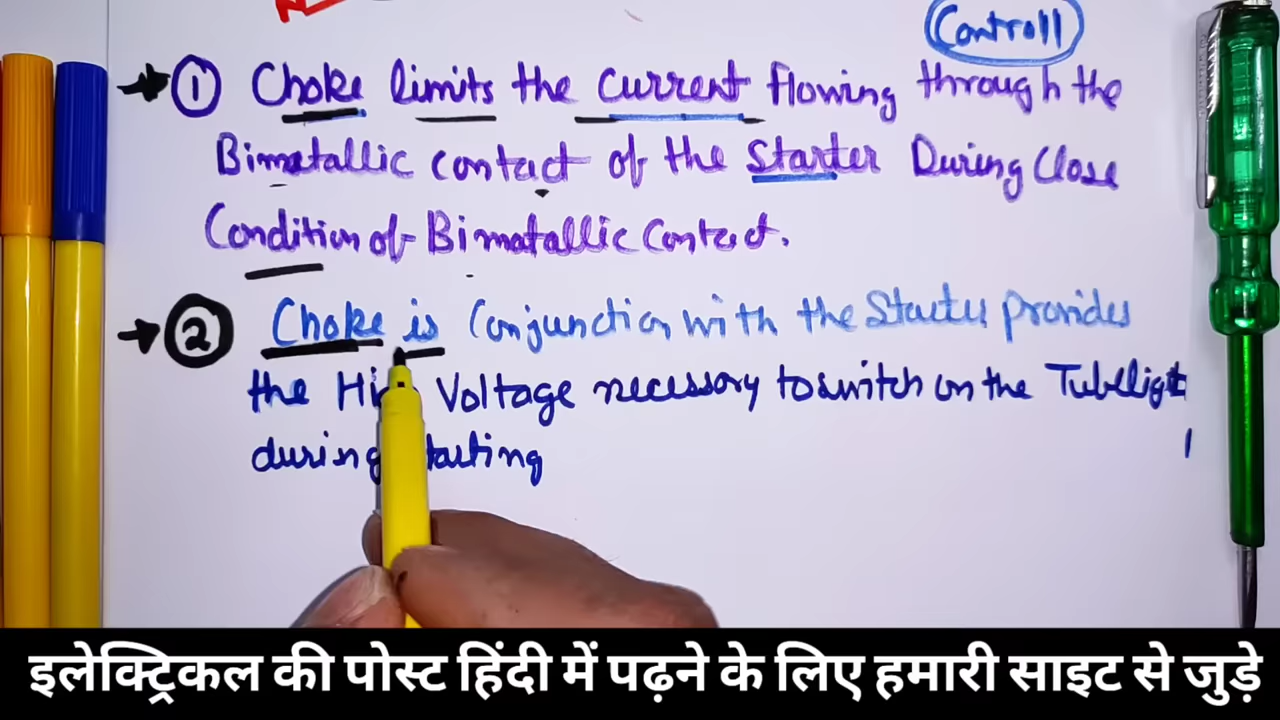 Controll
① Choke limits the current flowing through the
Bimetallic contact of the starter During Close
Condition of Bimetallic Contact.
② Choke is Conjunction with the Starter provides
the Voltage necessary to switch on the Tubelight
during
इलेक्ट्रिकल की पोस्ट हिंदी में पढ़ने के लिए हमारी साइट से जुड़े